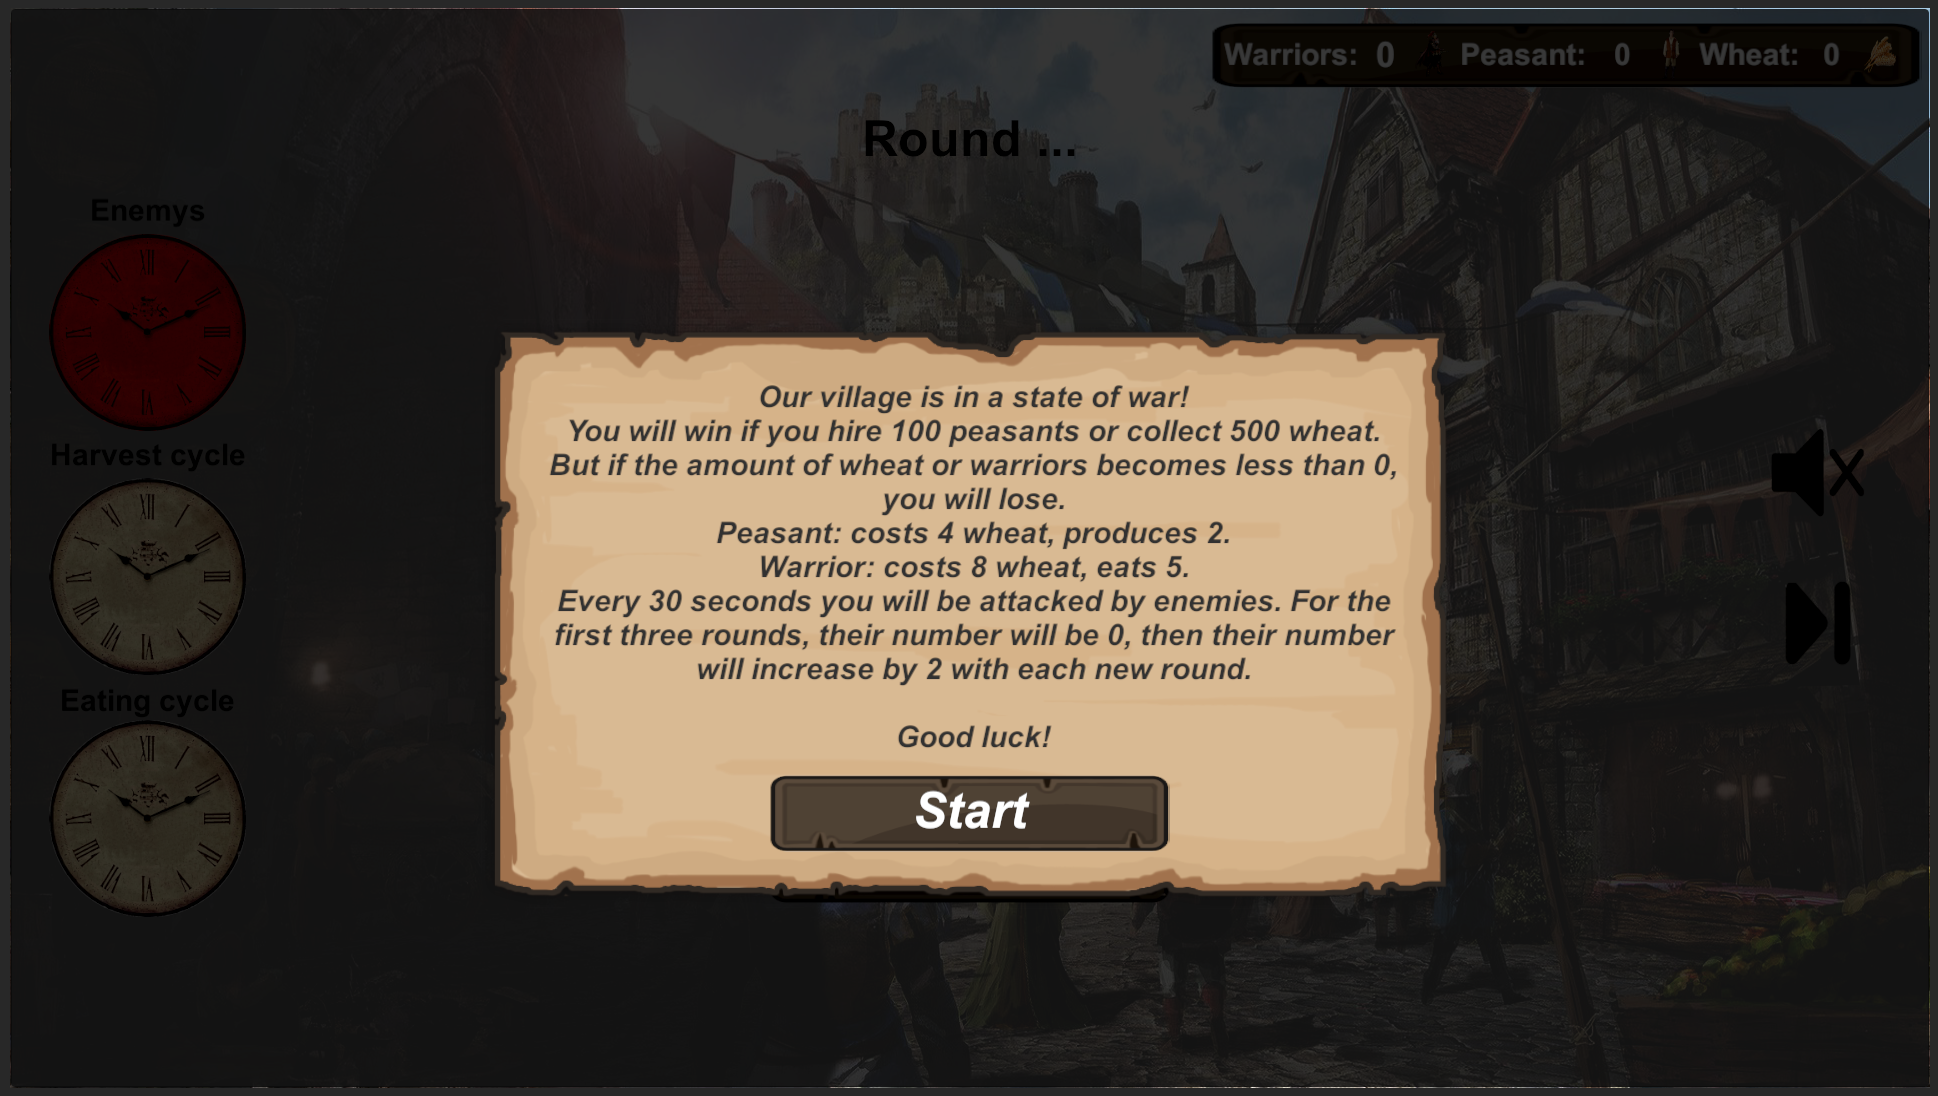 Warriors: 0 Peasant: 0 Wheat: 0
Round ...
Enemys
Harvest cycle
Eating cycle
Our village is in a state of war!
You will win if you hire 100 peasants or collect 500 wheat.
But if the amount of wheat or warriors becomes less than 0,
you will lose.
Peasant: costs 4 wheat, produces 2.
Warrior: costs 8 wheat, eats 5.
Every 30 seconds you will be attacked by enemies. For the
first three rounds, their number will be 0, then their number
will increase by 2 with each new round.
Good luck!
Start